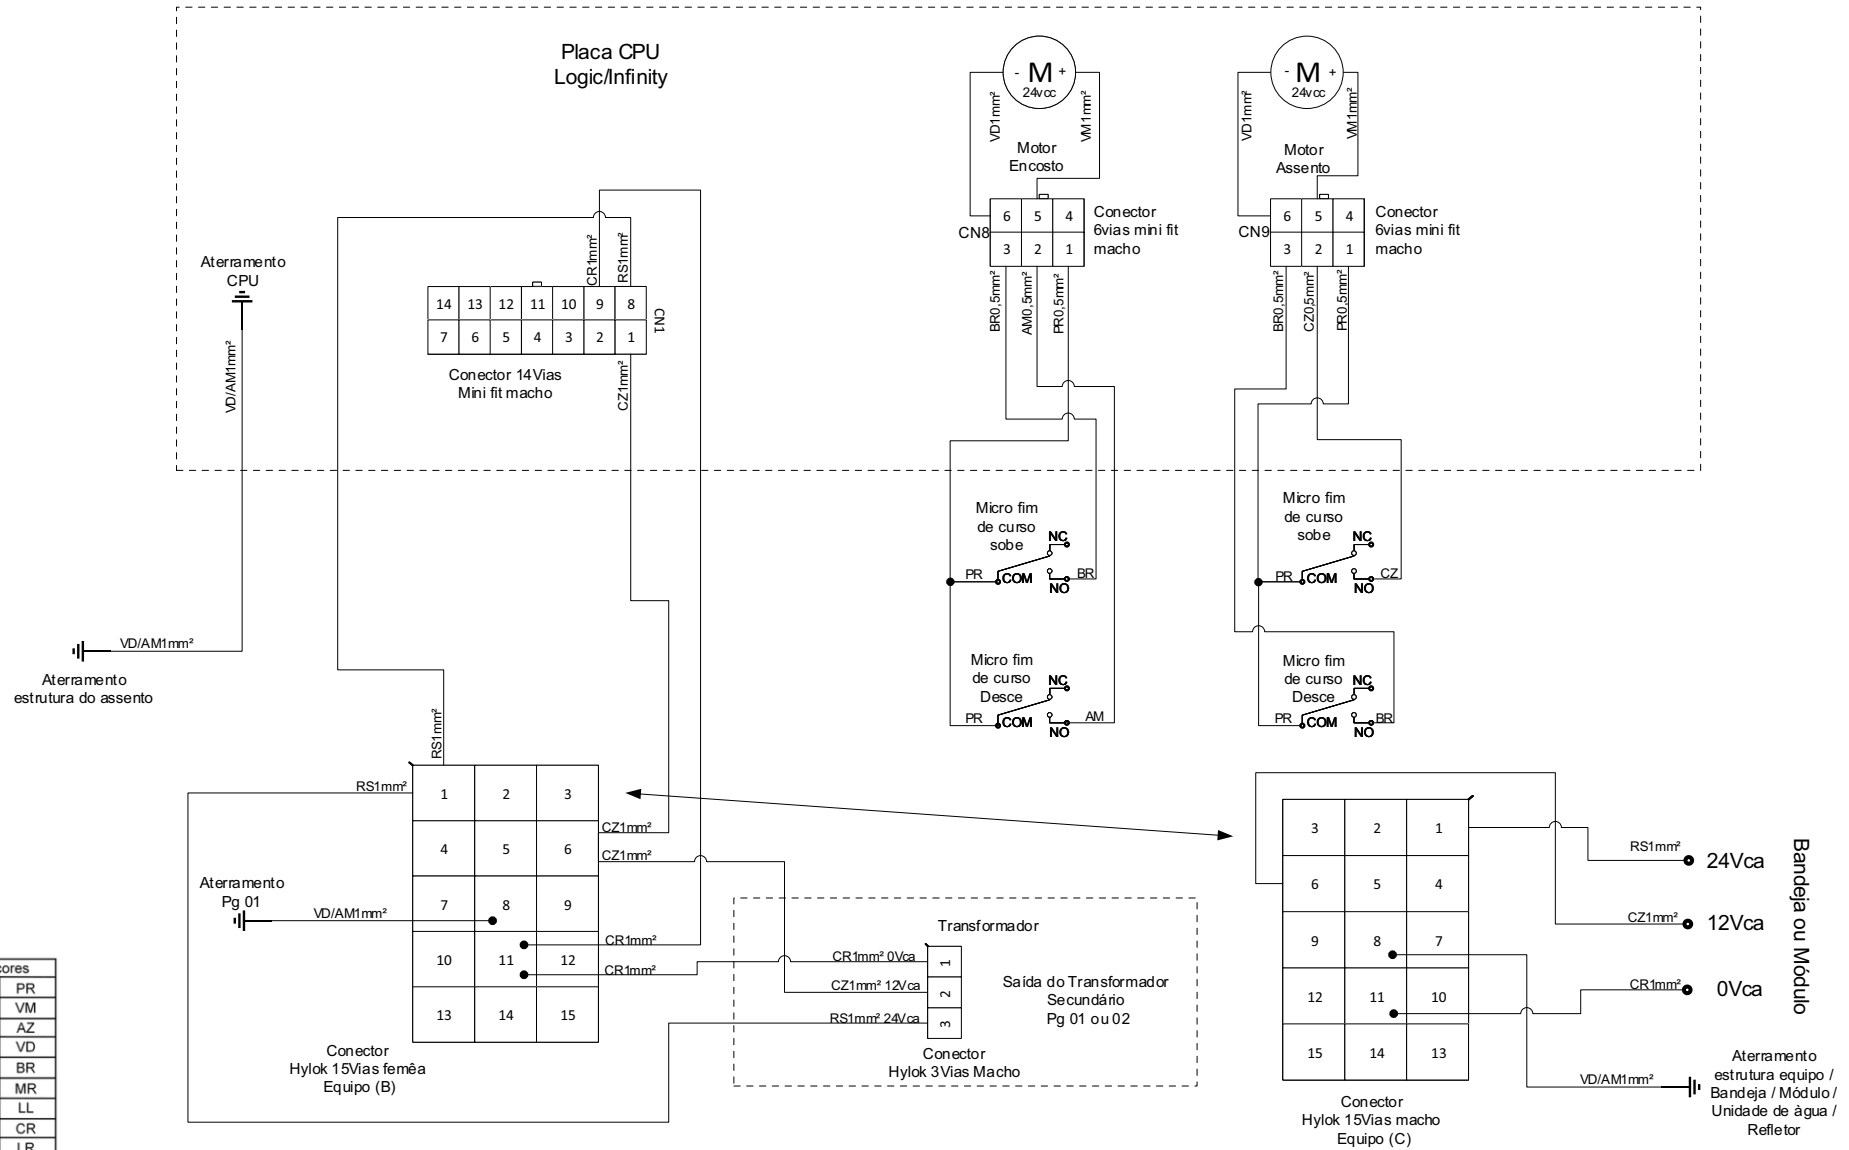 Placa CPU
Logic/Infinity
- M +
24vcc
VD1mm²
VM1mm²
Motor
Encosto
- M +
24vcc
VD1mm²
VM1mm²
Motor
Assento
6 5 4
3 2 1
CN8
Conector
6vias mini fit
macho
6 5 4
3 2 1
CN9
Conector
6vias mini fit
macho
BR0,5mm²
AM0,5mm²
PR0,5mm²
BR0,5mm²
CZ0,5mm²
PR0,5mm²
Aterramento
CPU
VD/AM1mm²
CR1mm²
RS1mm²
14 13 12 11 10 9 8
7 6 5 4 3 2 1
CN1
Conector 14Vias
Mini fit macho
CZ1mm²
Micro fim
de curso
sobe
NC
PR
COM
BR
NO
Micro fim
de curso
sobe
NC
PR
COM
CZ
NO
Micro fim
de curso
Desce
NC
PR
COM
AM
NO
Micro fim
de curso
Desce
NC
PR
COM
BR
NO
VD/AM1mm²
Aterramento
estrutura do assento
RS1mm²
RS1mm²
1 2 3
4 5 6
7 8 9
10 11 12
13 14 15
CZ1mm²
CZ1mm²
Aterramento
Pg 01
VD/AM1mm²
CR1mm²
CR1mm²
Conector
Hylok 15Vias femêa
Equipo (B)
Transformador
CR1mm² 0Vca
CZ1mm² 12Vca
RS1mm² 24Vca
1
2
3
Saída do Transformador
Secundário
Pg 01 ou 02
Conector
Hylok 3Vias Macho
3 2 1
6 5 4
9 8 7
12 11 10
15 14 13
Conector
Hylok 15Vias macho
Equipo (C)
RS1mm²
24Vca
CZ1mm²
12Vca
CR1mm²
0Vca
Bandeja ou Módulo
VD/AM1mm²
Aterramento
estrutura equipo /
Bandeja / Módulo /
Unidade de àgua /
Refletor
PR
VM
AZ
VD
BR
MR
LL
CR